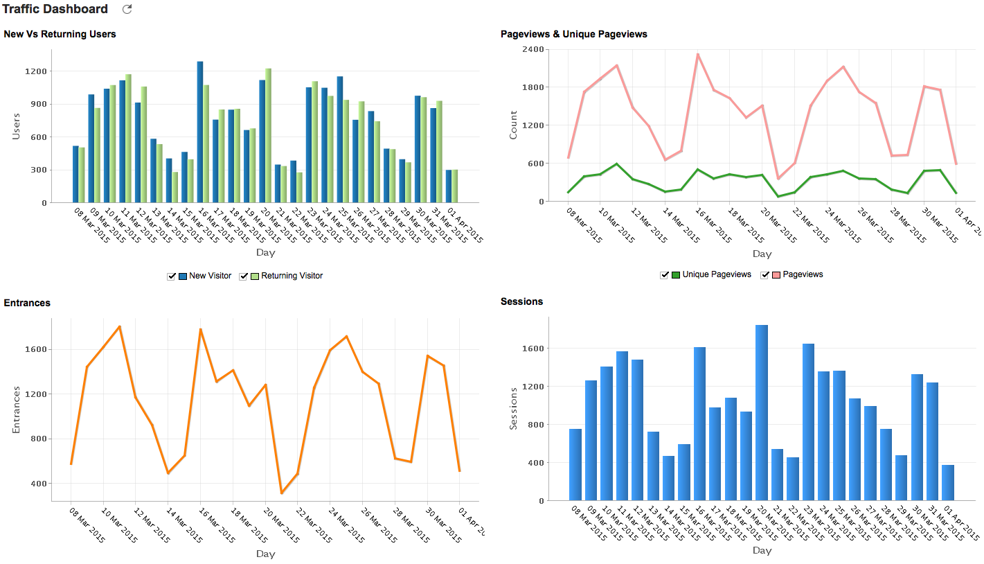 Traffic Dashboard
New Vs Returning Users
1200
900
600
300
0
Users
08 Mar 2015
09 Mar 2015
10 Mar 2015
11 Mar 2015
12 Mar 2015
13 Mar 2015
14 Mar 2015
15 Mar 2015
16 Mar 2015
17 Mar 2015
18 Mar 2015
19 Mar 2015
20 Mar 2015
21 Mar 2015
22 Mar 2015
23 Mar 2015
24 Mar 2015
25 Mar 2015
26 Mar 2015
27 Mar 2015
28 Mar 2015
29 Mar 2015
30 Mar 2015
31 Mar 2015
01 Apr 2015
Day
New Visitor
Returning Visitor
Pageviews & Unique Pageviews
2400
1800
1200
600
0
Count
08 Mar 2015
10 Mar 2015
12 Mar 2015
14 Mar 2015
16 Mar 2015
18 Mar 2015
20 Mar 2015
22 Mar 2015
24 Mar 2015
26 Mar 2015
28 Mar 2015
30 Mar 2015
01 Apr 2015
Day
Unique Pageviews
Pageviews
Entrances
1600
1200
800
400
Entrances
08 Mar 2015
10 Mar 2015
12 Mar 2015
14 Mar 2015
16 Mar 2015
18 Mar 2015
20 Mar 2015
22 Mar 2015
24 Mar 2015
26 Mar 2015
28 Mar 2015
30 Mar 2015
01 Apr 20
Day
Sessions
1600
1200
800
400
0
Sessions
08 Mar 2015
09 Mar 2015
10 Mar 2015
11 Mar 2015
12 Mar 2015
13 Mar 2015
14 Mar 2015
15 Mar 2015
16 Mar 2015
17 Mar 2015
18 Mar 2015
19 Mar 2015
20 Mar 2015
21 Mar 2015
22 Mar 2015
23 Mar 2015
24 Mar 2015
25 Mar 2015
26 Mar 2015
27 Mar 2015
28 Mar 2015
29 Mar 2015
30 Mar 2015
31 Mar 2015
01 Apr 2015
Day